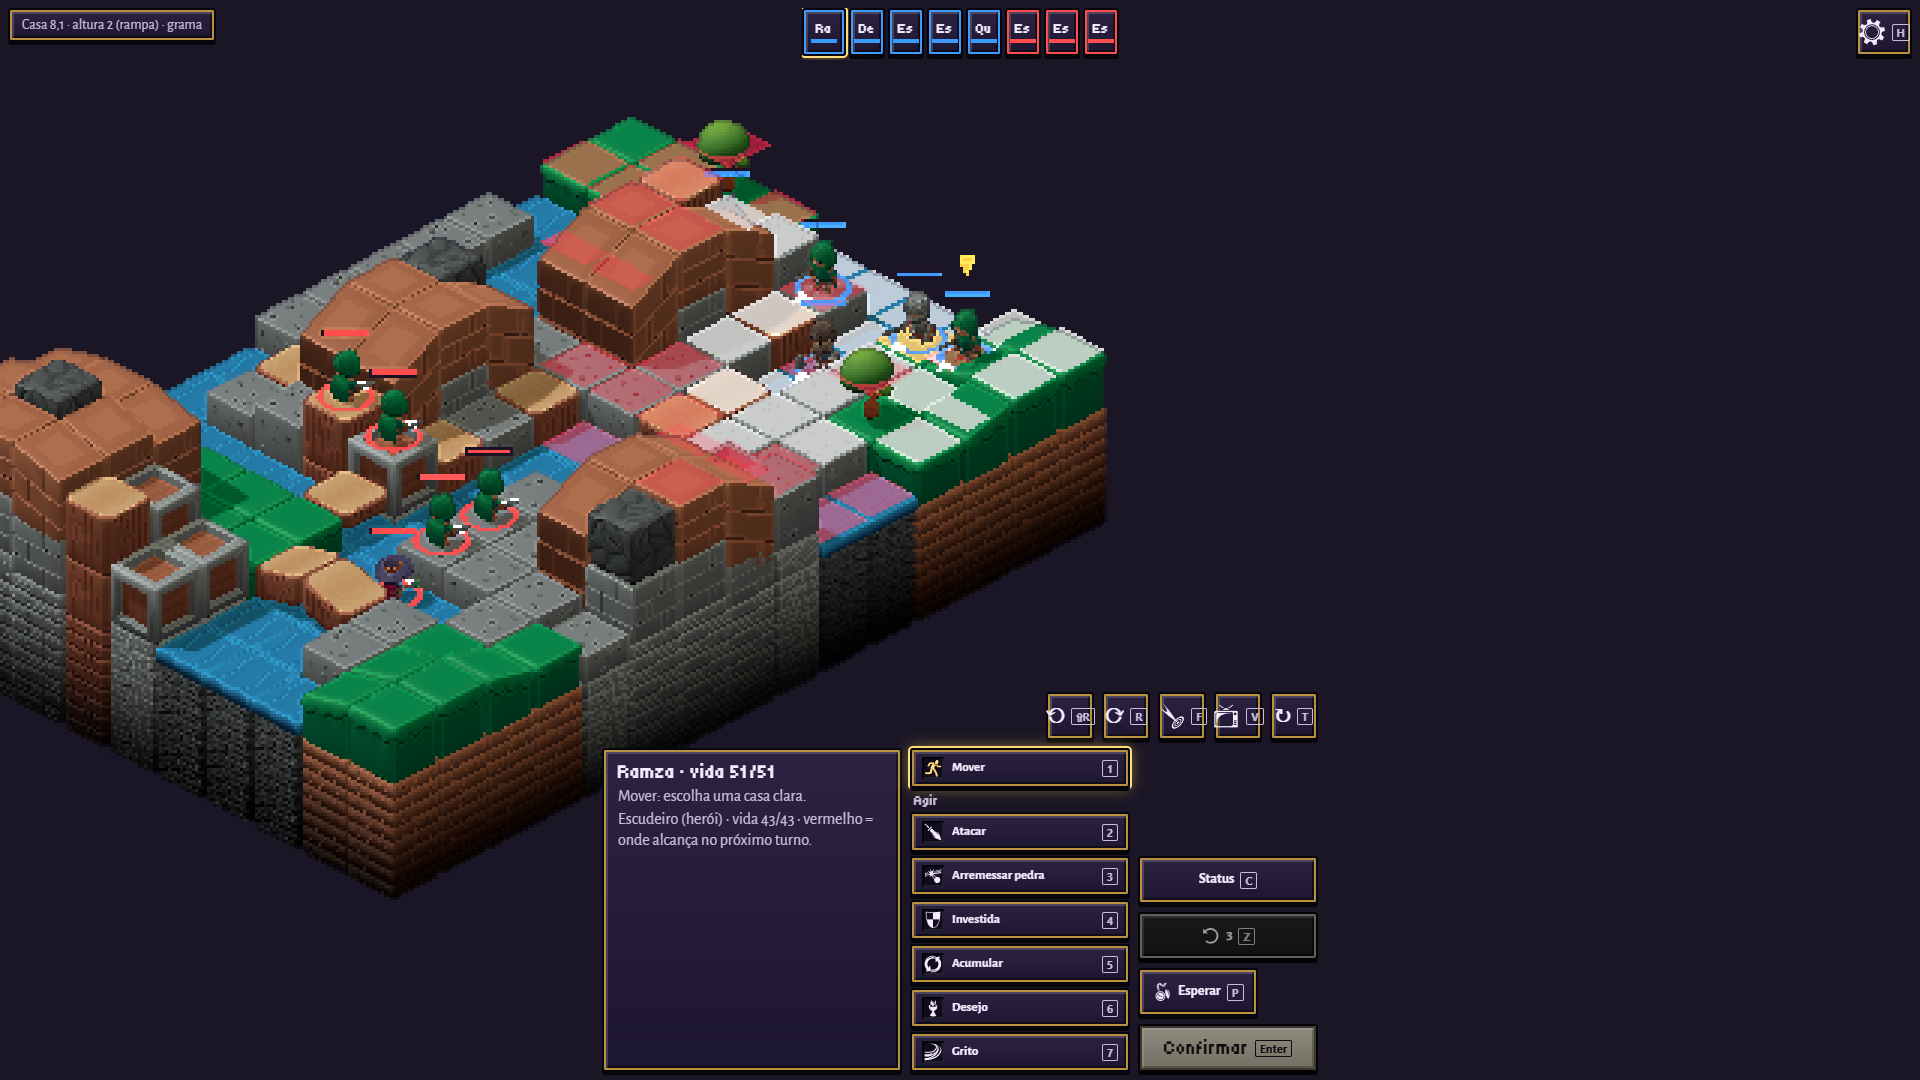 Casa 8,1 · altura 2 (rampa) · grama
Ra
De
Es
Es
Qu
Es
Es
Es
H
⇧R
R
F
V
T
Ramza · vida 51/51
Mover: escolha uma casa clara.
Escudeiro (herói) · vida 43/43 · vermelho =
onde alcança no próximo turno.
Mover 1
Agir
Atacar 2
Arremessar pedra 3
Investida 4
Acumular 5
Desejo 6
Grito 7
Status C
3 Z
Esperar P
Confirmar Enter